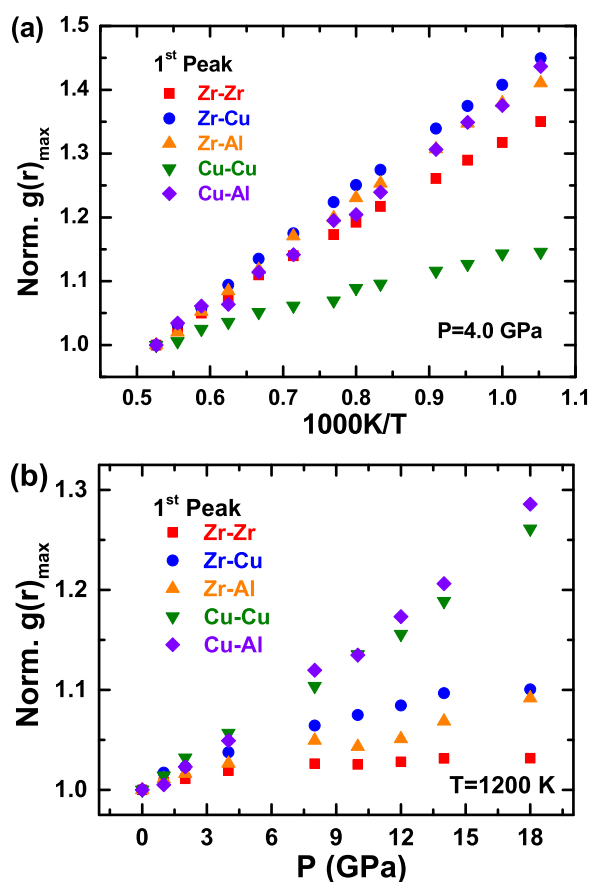 (a)
1st Peak
Zr-Zr
Zr-Cu
Zr-Al
Cu-Cu
Cu-Al
P=4.0 GPa
Norm. g(r)max
1.5
1.4
1.3
1.2
1.1
1.0
0.5 0.6 0.7 0.8 0.9 1.0 1.1
1000K/T
(b)
1st Peak
Zr-Zr
Zr-Cu
Zr-Al
Cu-Cu
Cu-Al
T=1200 K
Norm. g(r)max
1.3
1.2
1.1
1.0
0 3 6 9 12 15 18
P (GPa)